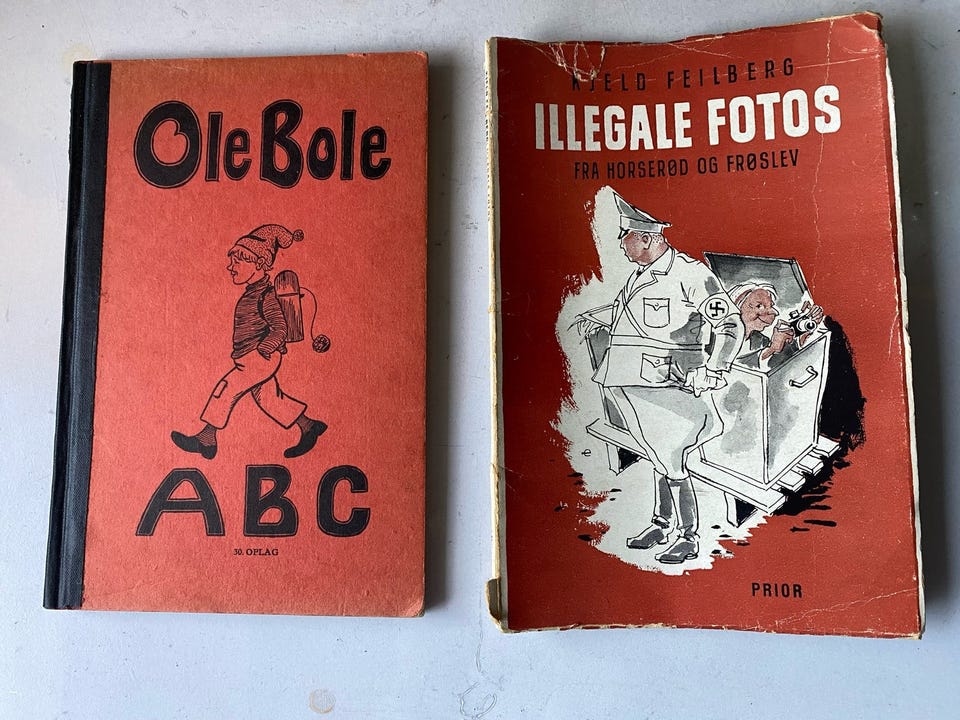 Ole Bole
ABC
30. OPLAG
KJELD FEILBERG
ILLEGALE FOTOS
FRA HORSERØD OG FRØSLEV
PRIOR